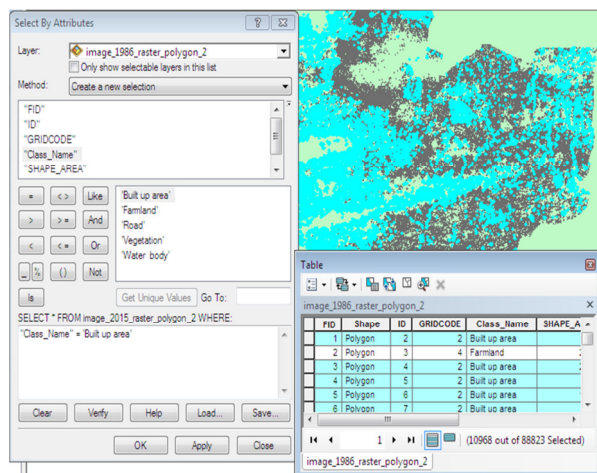 Select By Attributes
Layer: image_1986_raster_polygon_2
Only show selectable layers in this list
Method: Create a new selection
"FID"
"ID"
"GRIDCODE"
"Class_Name"
"SHAPE_AREA"
= < > Like
> > = And
< < = Or
_ % ( ) Not
Is
'Built up area'
'Farmland'
'Road'
'Vegetation'
'Water body'
Get Unique Values Go To:
SELECT * FROM image_2015_raster_polygon_2 WHERE:
"Class_Name" = 'Built up area'
Clear Verify Help Load... Save...
OK Apply Close
Table
image_1986_raster_polygon_2
FID Shape ID GRIDCODE Class_Name SHAPE_A
1 Polygon 2 2 Built up area
2 Polygon 3 4 Farmland
3 Polygon 4 2 Built up area
4 Polygon 5 2 Built up area
5 Polygon 6 2 Built up area
6 Polygon 7 2 Built up area
1 (10968 out of 88823 Selected)
image_1986_raster_polygon_2